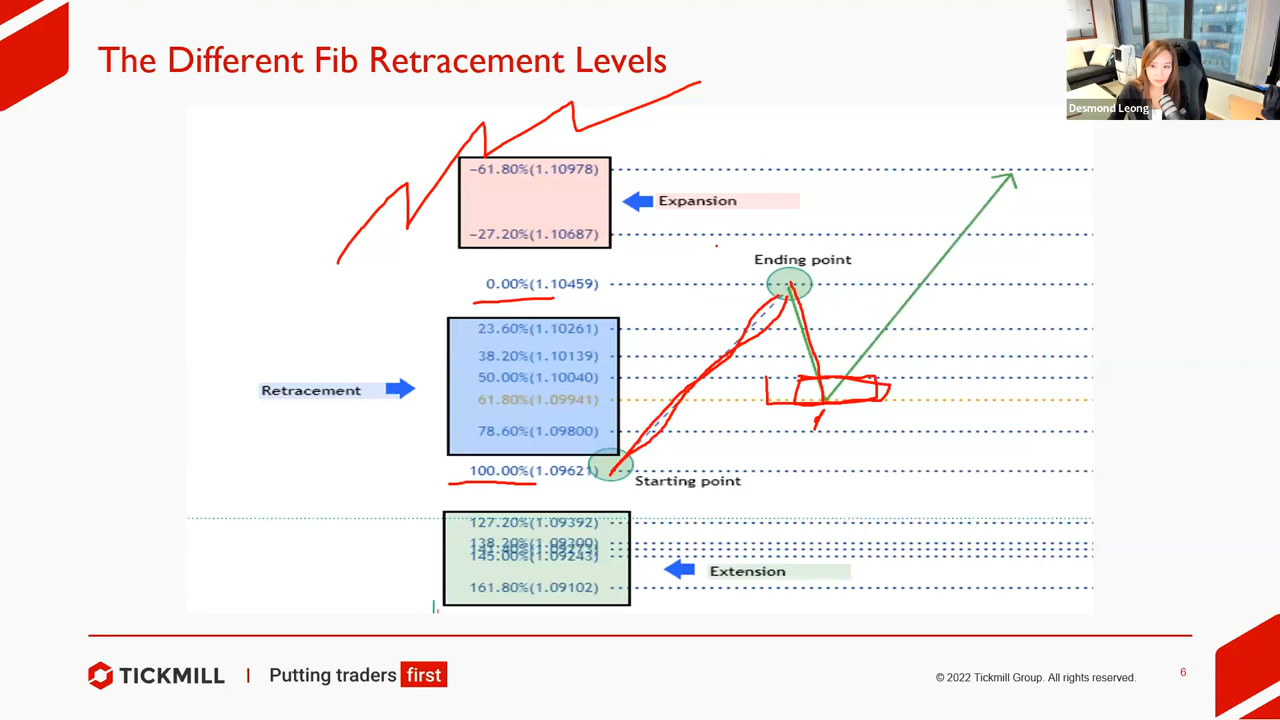 The Different Fib Retracement Levels
Desmond Leong
-61.80%(1.10978)
Expansion
-27.20%(1.10687)
Ending point
0.00%(1.10459)
23.60%(1.10261)
38.20%(1.10139)
50.00%(1.10040)
Retracement
61.80%(1.09941)
78.60%(1.09800)
100.00%(1.09621)
Starting point
127.20%(1.09392)
138.20%(1.09300)
145.00%(1.09243)
Extension
161.80%(1.09102)
TICKMILL | Putting traders first
© 2022 Tickmill Group. All rights reserved.
6